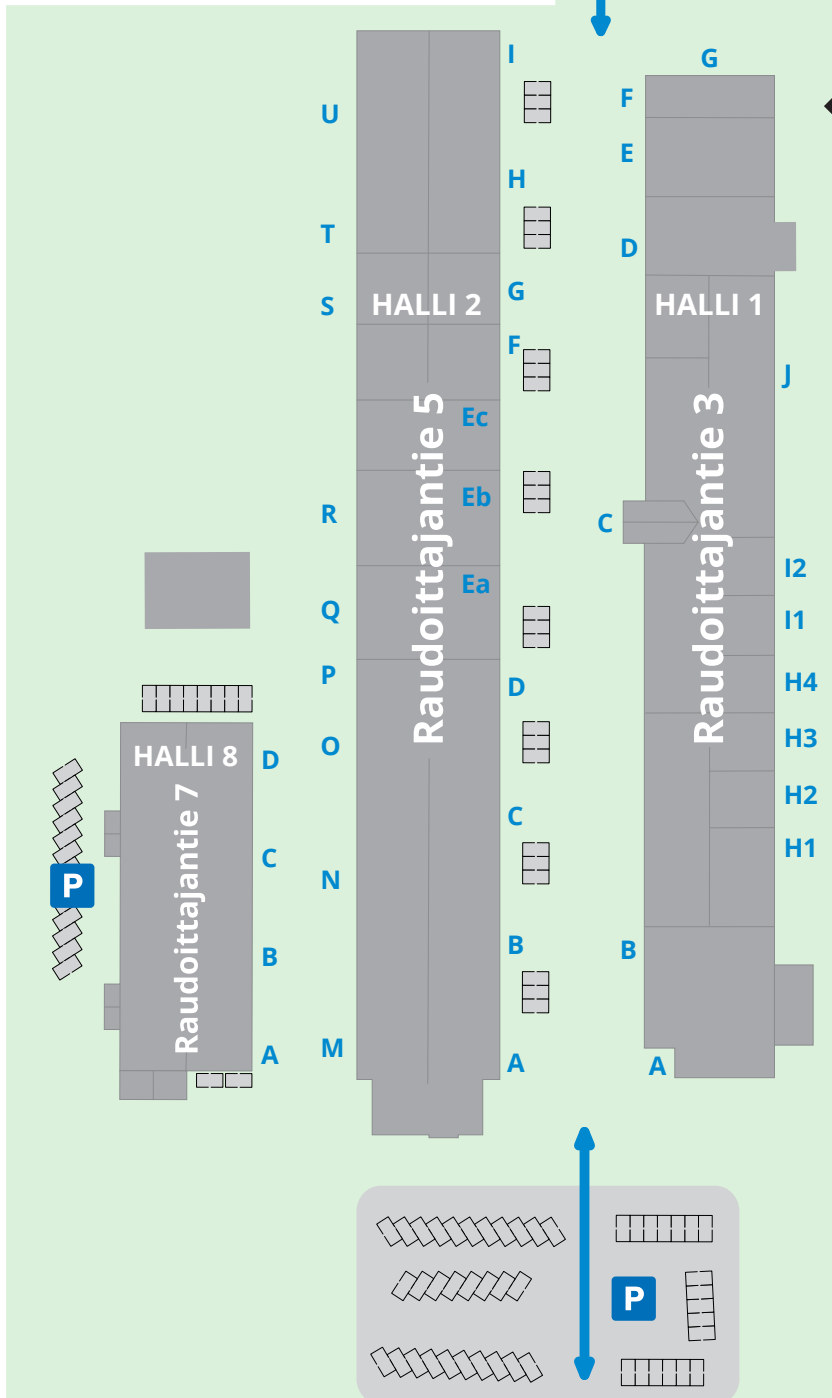 I
G
F
U
E
H
T
D
G
S
HALLI 2
HALLI 1
F
J
Ec
Raudoittajantie 5
Raudoittajantie 3
Eb
R
C
I2
Ea
Q
I1
P
D
H4
O
H3
HALLI 8
D
H2
C
H1
C
Raudoittajantie 7
P
N
B
B
B
M
A
A
A
P